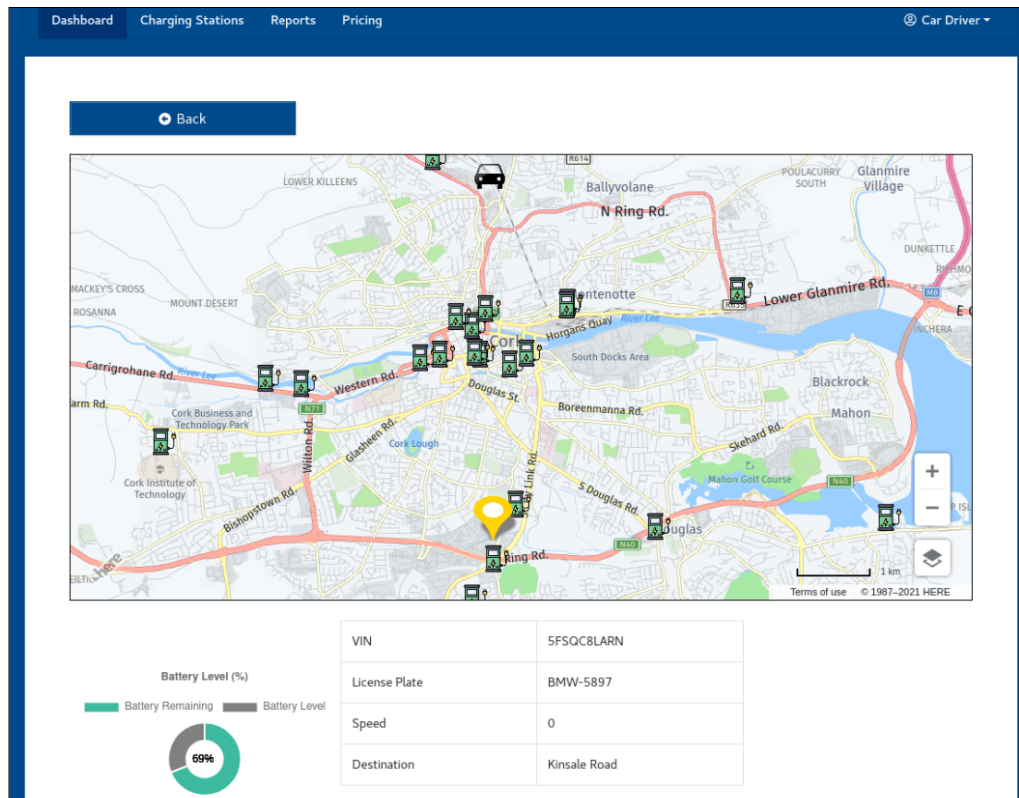 Dashboard Charging Stations Reports Pricing Car Driver
Back
R614
LOWER KILLEENS
Ballyvolane
POULACURRY SOUTH
Glanmire Village
N Ring Rd.
DUNKETTLE
MACKEY'S CROSS
MOUNT DESERT
ROSANNA
Lower Glanmire Rd.
M8
Horgans Quay
River Lee
INCHERA
South Docks Area
Carrigrohane Rd.
River Lee
Western Rd.
Douglas St.
Blackrock
N71
Boreenmanna Rd.
Mahon
Cork Business and Technology Park
Wilton Rd.
Glasheen Rd.
Cork Lough
Skehard Rd.
Cork Institute of Technology
Bishopstown Rd.
S Douglas Rd.
Mahon Golf Course
N40
+
−
N40
Ring Rd.
here
1 km
Terms of use © 1987–2021 HERE
VIN 5FSQC8LARN
Battery Level (%)
License Plate BMW-5897
Battery Remaining Battery Level
Speed 0
69%
Destination Kinsale Road